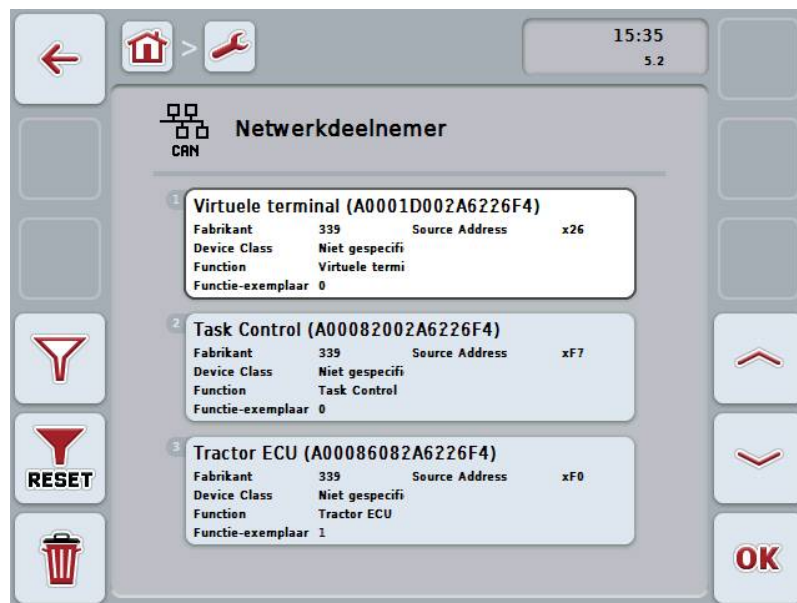 15:35
5.2
>
CAN
Netwerkdeelnemer
1
Virtuele terminal (A0001D002A6226F4)
Fabrikant 339 Source Address x26
Device Class Niet gespecifi
Function Virtuele termi
Functie-exemplaar 0
2
Task Control (A00082002A6226F4)
Fabrikant 339 Source Address xF7
Device Class Niet gespecifi
Function Task Control
Functie-exemplaar 0
3
Tractor ECU (A00086082A6226F4)
Fabrikant 339 Source Address xF0
Device Class Niet gespecifi
Function Tractor ECU
Functie-exemplaar 1
RESET
OK